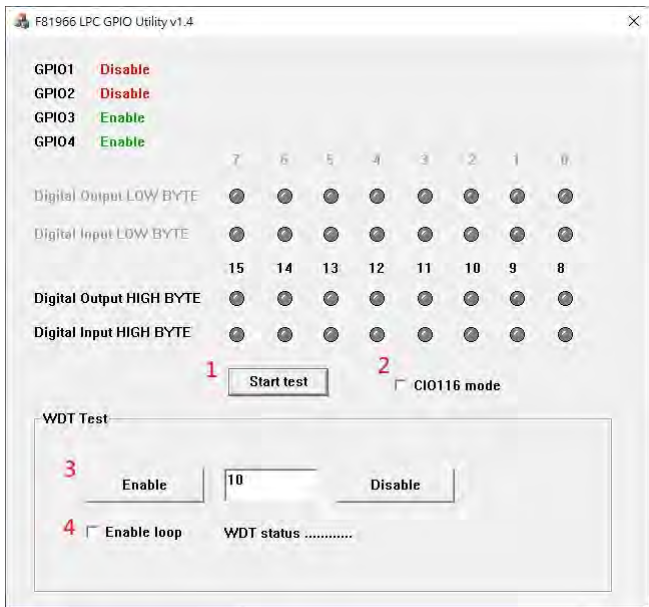 F81966 LPC GPIO Utility v1.4
GPIO1 Disable
GPIO2 Disable
GPIO3 Enable
GPIO4 Enable
7 6 5 4 3 2 1 0
Digital Output LOW BYTE
Digital Input LOW BYTE
15 14 13 12 11 10 9 8
Digital Output HIGH BYTE
Digital Input HIGH BYTE
1 Start test 2 CIO116 mode
WDT Test
3 Enable 10 Disable
4 Enable loop WDT status ............